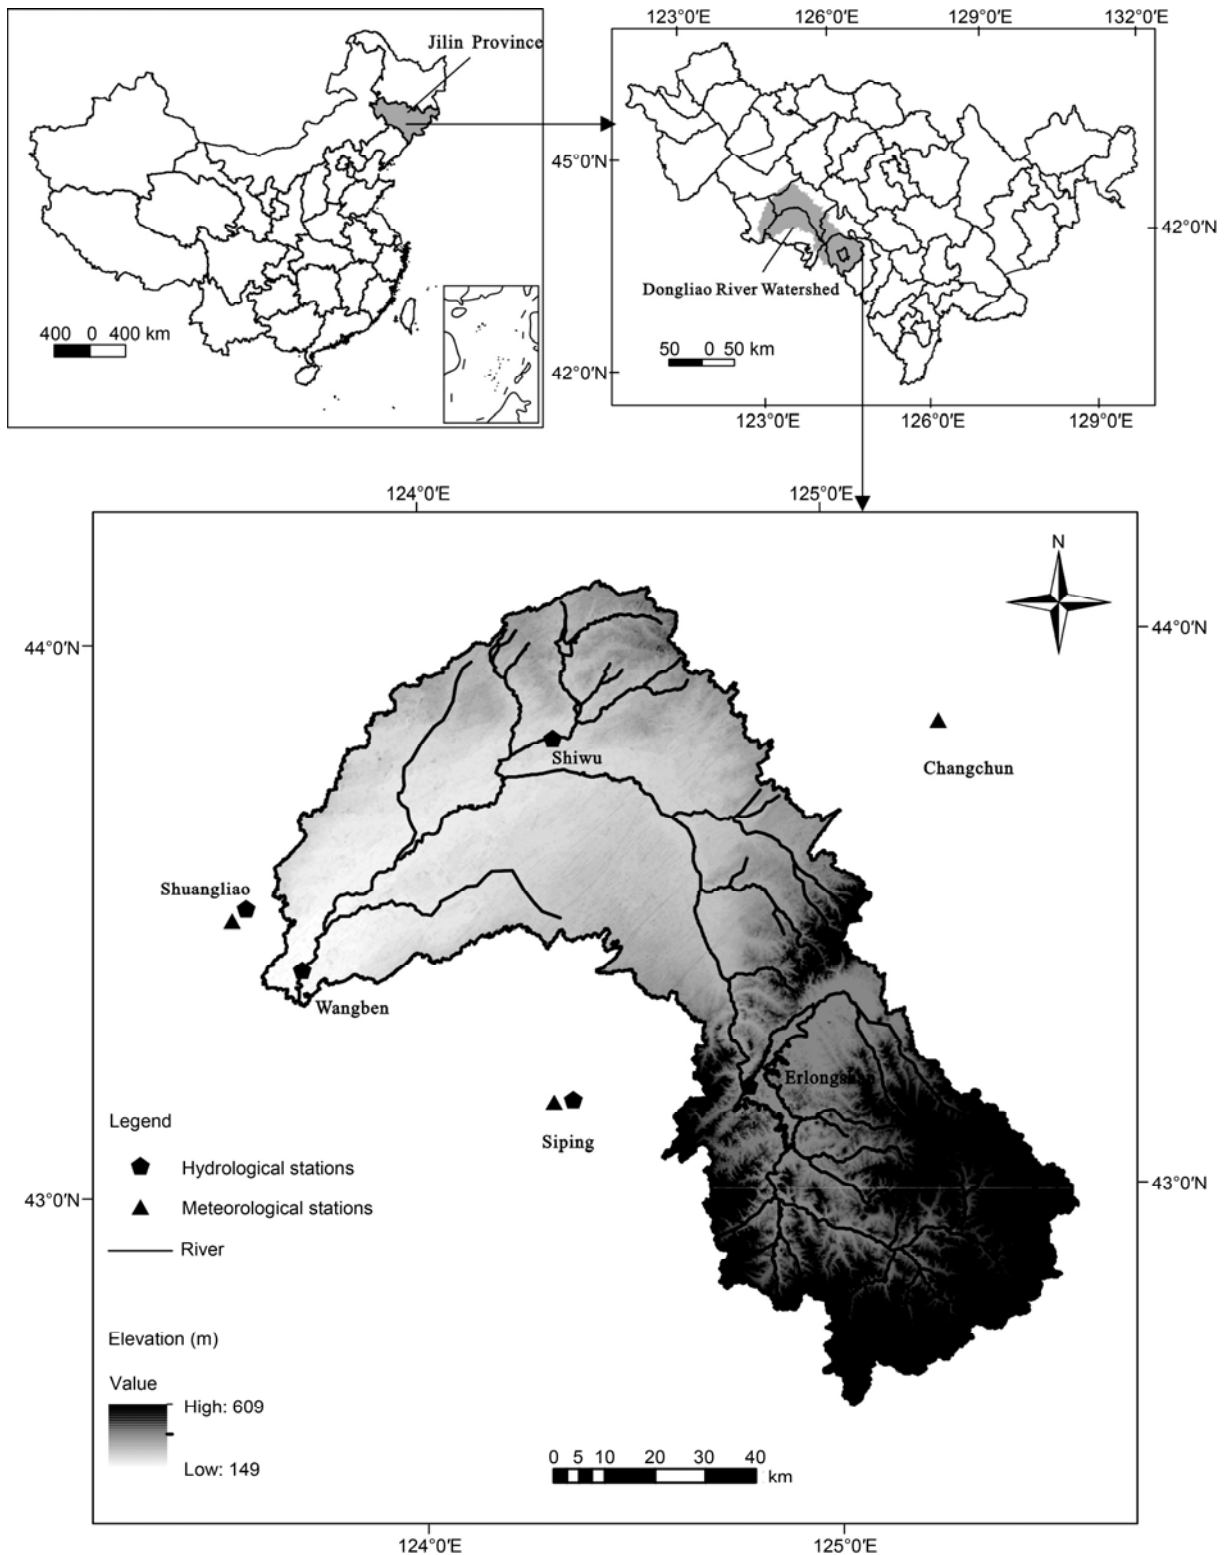 Jilin Province
400 0 400 km
123°0′E 126°0′E 129°0′E 132°0′E
45°0′N
42°0′N
42°0′N
Dongliao River Watershed
50 0 50 km
123°0′E 126°0′E 129°0′E
124°0′E 125°0′E
N
44°0′N
44°0′N
Shiwu
Changchun
Shuangliao
Wangben
Erlongshan
Siping
43°0′N
43°0′N
Legend
Hydrological stations
Meteorological stations
River
Elevation (m)
Value
High: 609
Low: 149
0 5 10 20 30 40
km
124°0′E 125°0′E